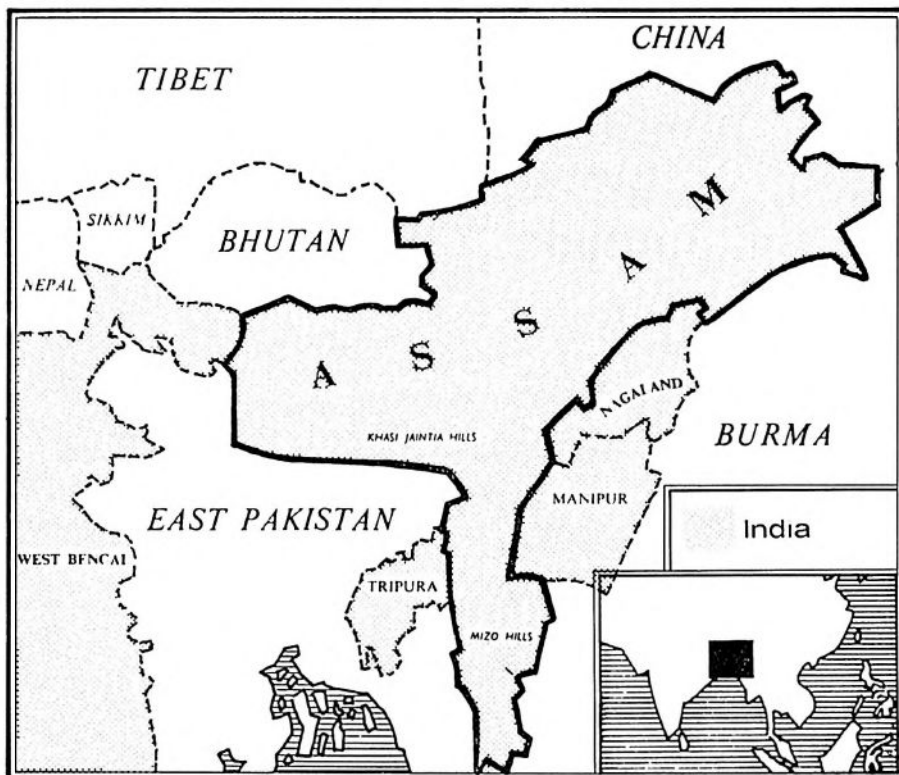 CHINA
TIBET
SIKKIM
BHUTAN
NEPAL
ASSAM
NAGALAND
KHASI JAINTIA HILLS
BURMA
MANIPUR
EAST PAKISTAN
India
WEST BENGAL
TRIPURA
MIZO HILLS